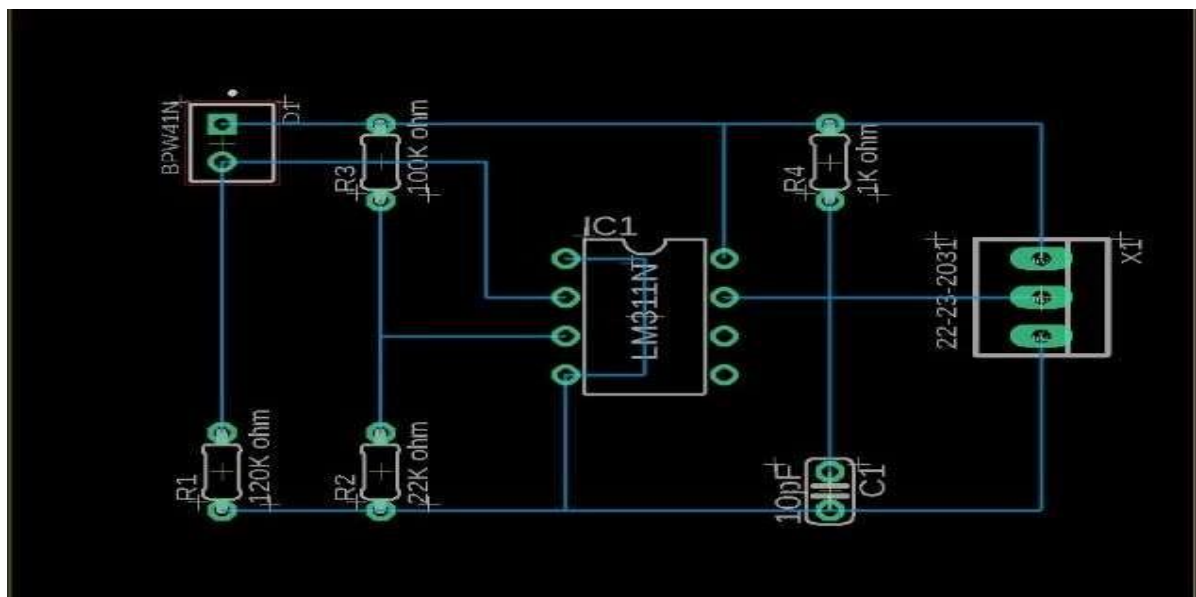 BPW41N
D1
R3
100K ohm
R4
1K ohm
IC1
LM311N
22-23-2031
X1
R1
120K ohm
R2
22K ohm
10pF
C1